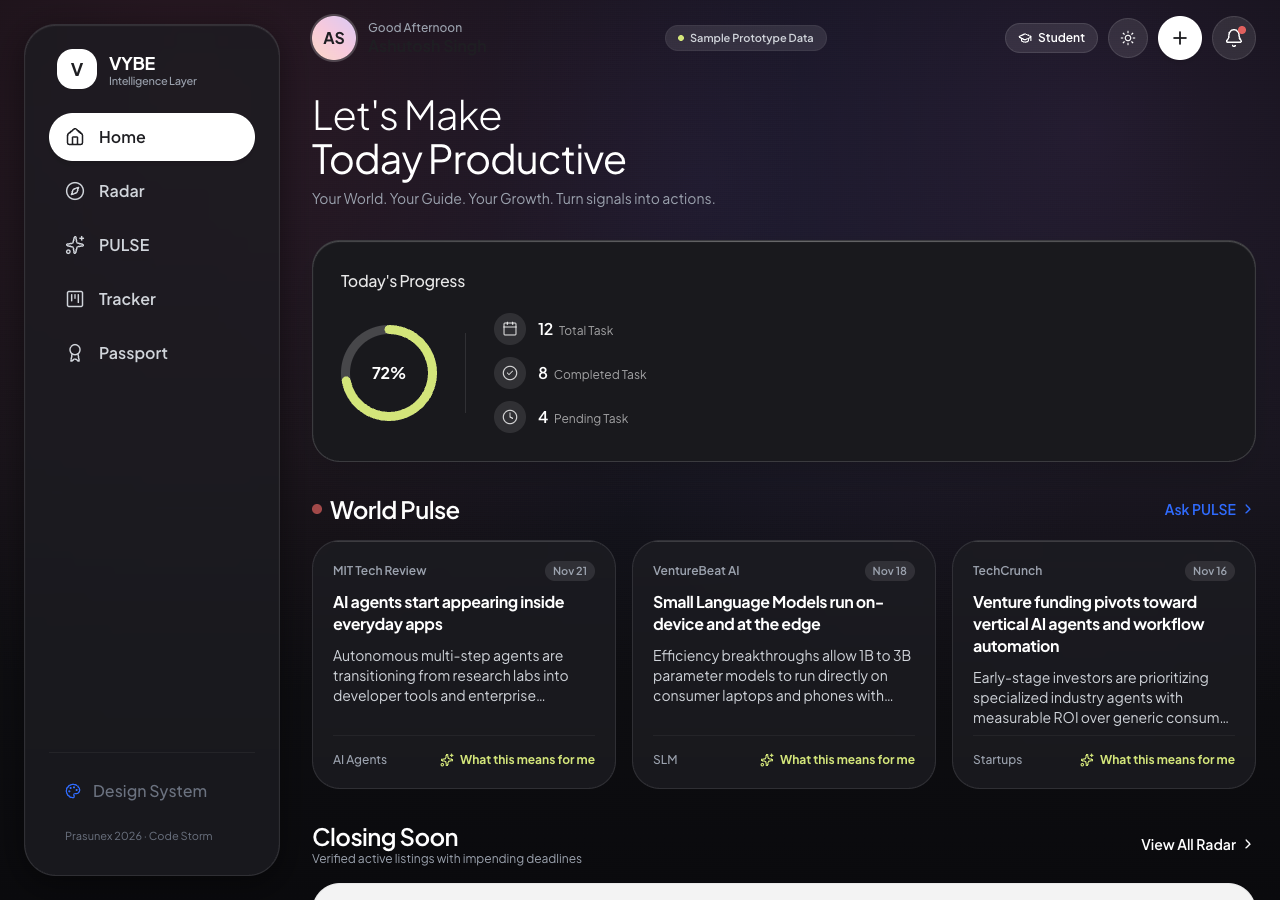 V
VYBE
Intelligence Layer
Home
Radar
PULSE
Tracker
Passport
Design System
Prasunex 2026 · Code Storm
AS
Good Afternoon
Sample Prototype Data
Student
Let's Make
Today Productive
Your World. Your Guide. Your Growth. Turn signals into actions.
Today's Progress
72%
12 Total Task
8 Completed Task
4 Pending Task
World Pulse
Ask PULSE
MIT Tech Review
Nov 21
AI agents start appearing inside
everyday apps
Autonomous multi-step agents are
transitioning from research labs into
developer tools and enterprise...
AI Agents
What this means for me
VentureBeat AI
Nov 18
Small Language Models run on-
device and at the edge
Efficiency breakthroughs allow 1B to 3B
parameter models to run directly on
consumer laptops and phones with...
SLM
What this means for me
TechCrunch
Nov 16
Venture funding pivots toward
vertical AI agents and workflow
automation
Early-stage investors are prioritizing
specialized industry agents with
measurable ROI over generic consum...
Startups
What this means for me
Closing Soon
Verified active listings with impending deadlines
View All Radar